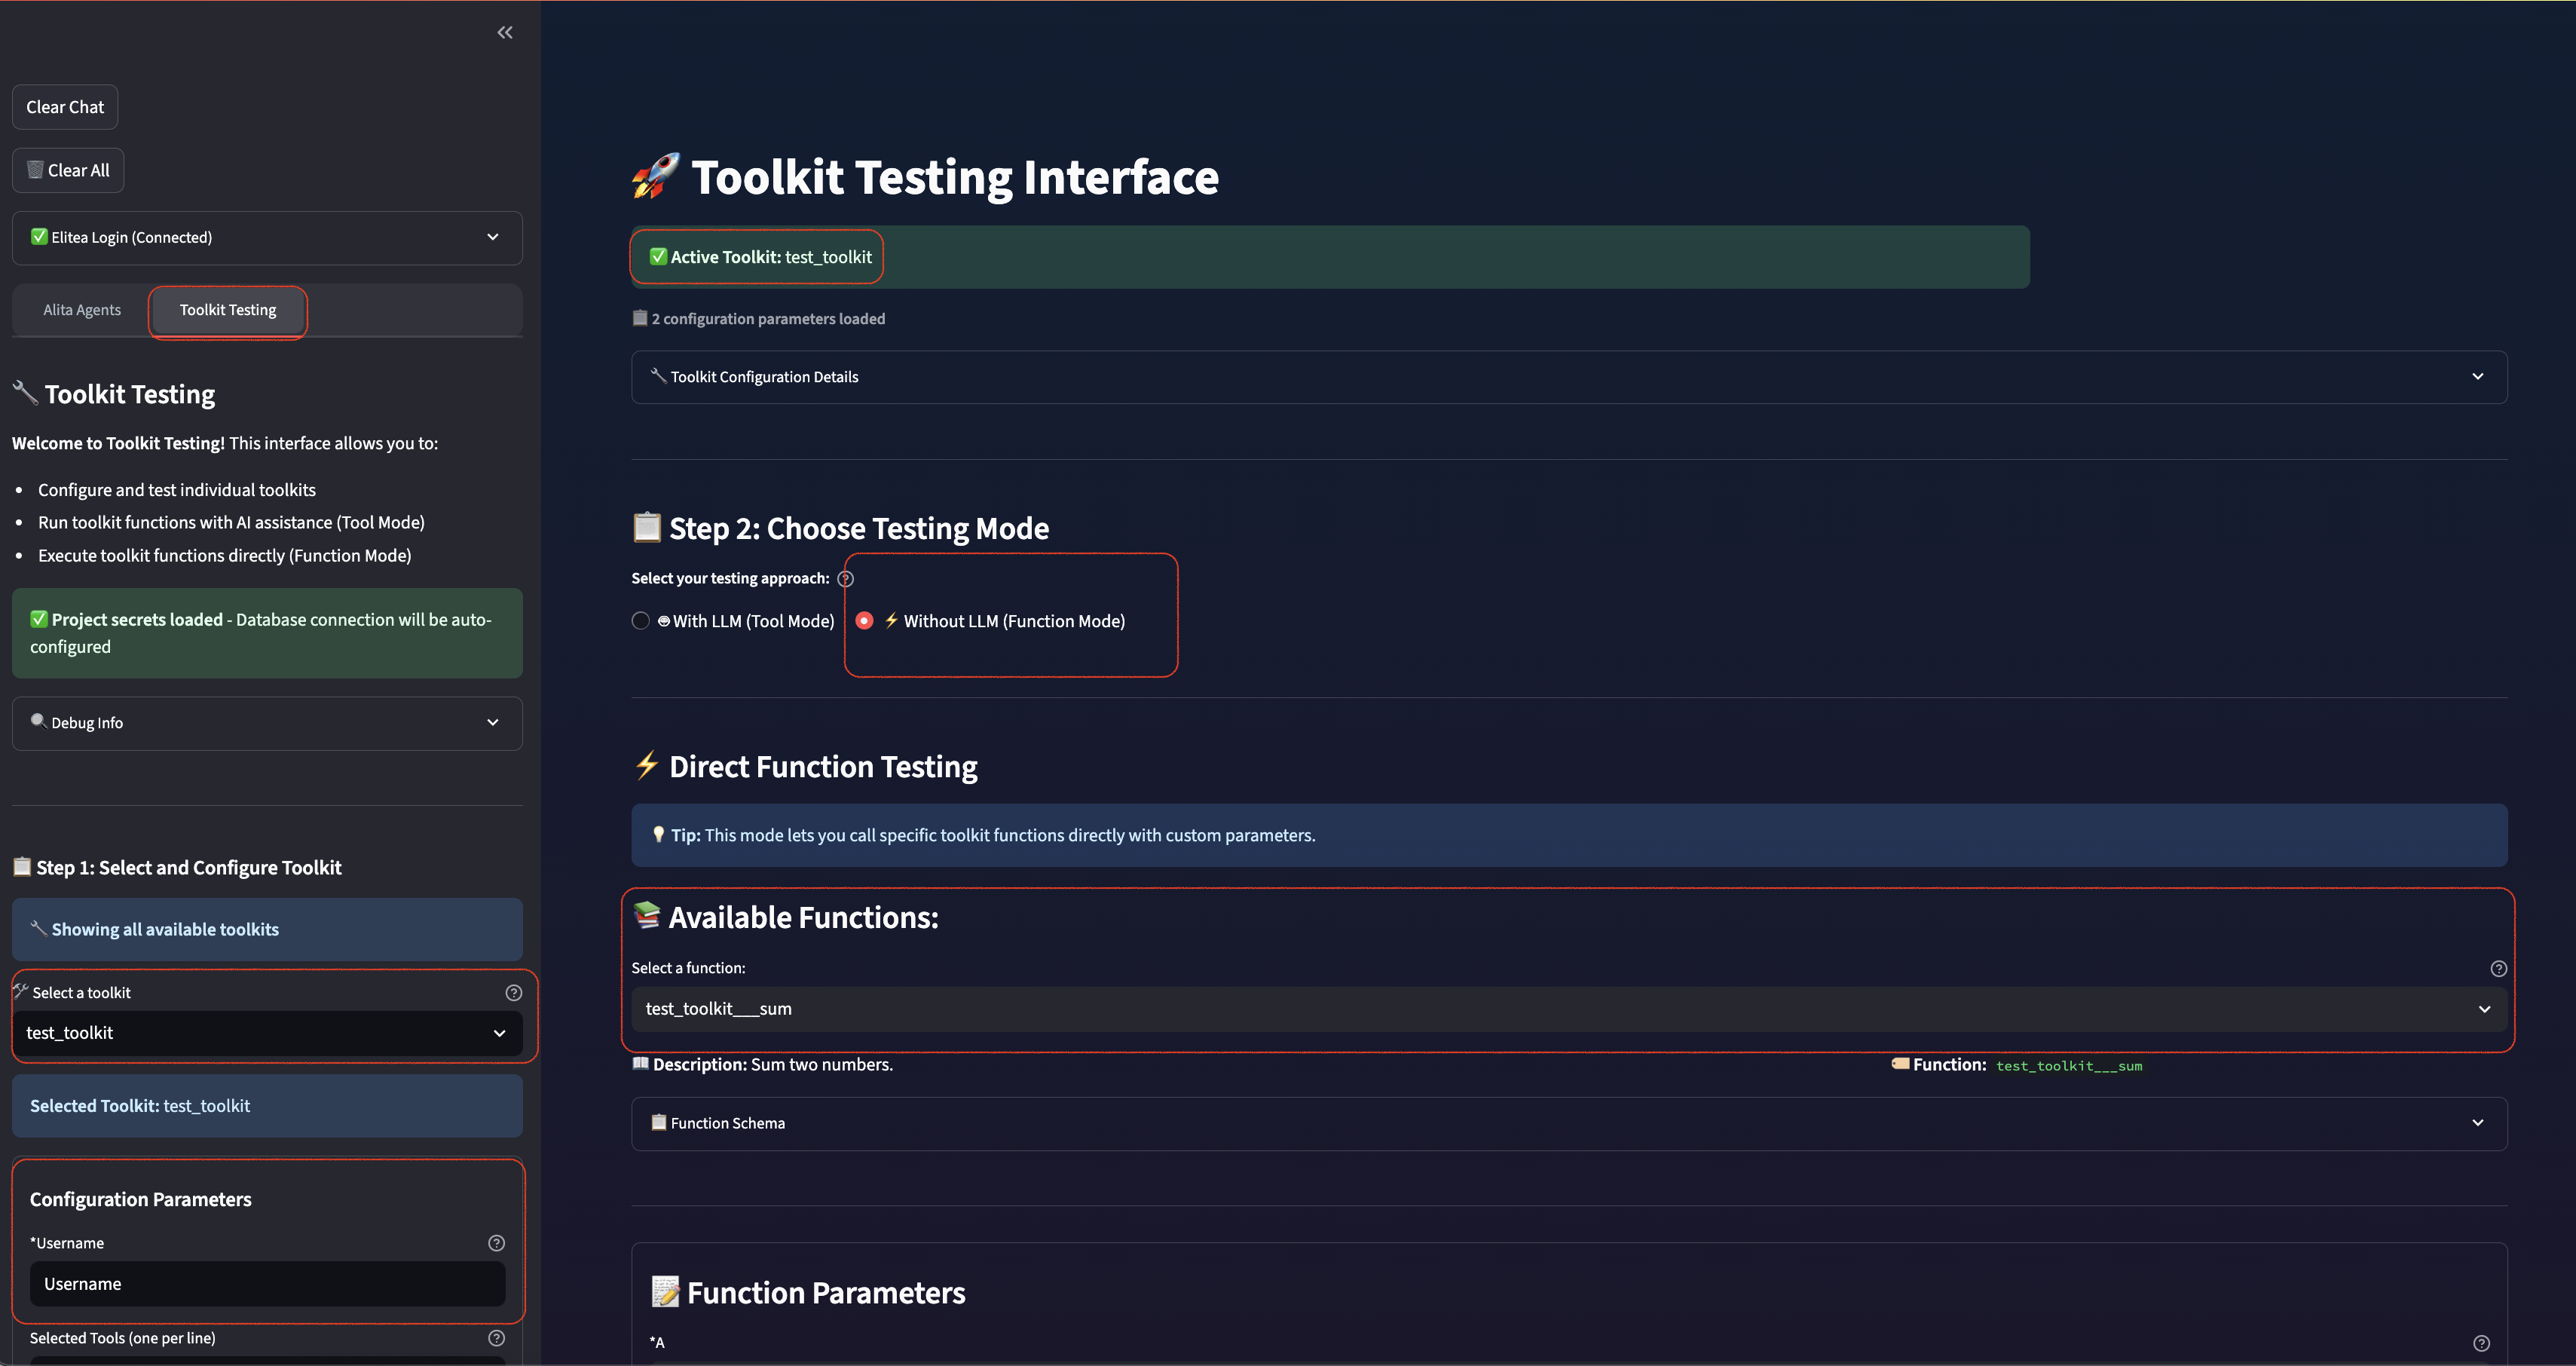 Clear Chat
Clear All
Elitea Login (Connected)
Alita Agents
Toolkit Testing
Toolkit Testing
Welcome to Toolkit Testing! This interface allows you to:
• Configure and test individual toolkits
• Run toolkit functions with AI assistance (Tool Mode)
• Execute toolkit functions directly (Function Mode)
Project secrets loaded - Database connection will be auto-
configured
Debug Info
Step 1: Select and Configure Toolkit
Showing all available toolkits
Select a toolkit
test_toolkit
Selected Toolkit: test_toolkit
Configuration Parameters
*Username
Username
Selected Tools (one per line)
Toolkit Testing Interface
Active Toolkit: test_toolkit
2 configuration parameters loaded
Toolkit Configuration Details
Step 2: Choose Testing Mode
Select your testing approach:
With LLM (Tool Mode)
Without LLM (Function Mode)
Direct Function Testing
Tip: This mode lets you call specific toolkit functions directly with custom parameters.
Available Functions:
Select a function:
test_toolkit___sum
Description: Sum two numbers.
Function: test_toolkit___sum
Function Schema
Function Parameters
*A